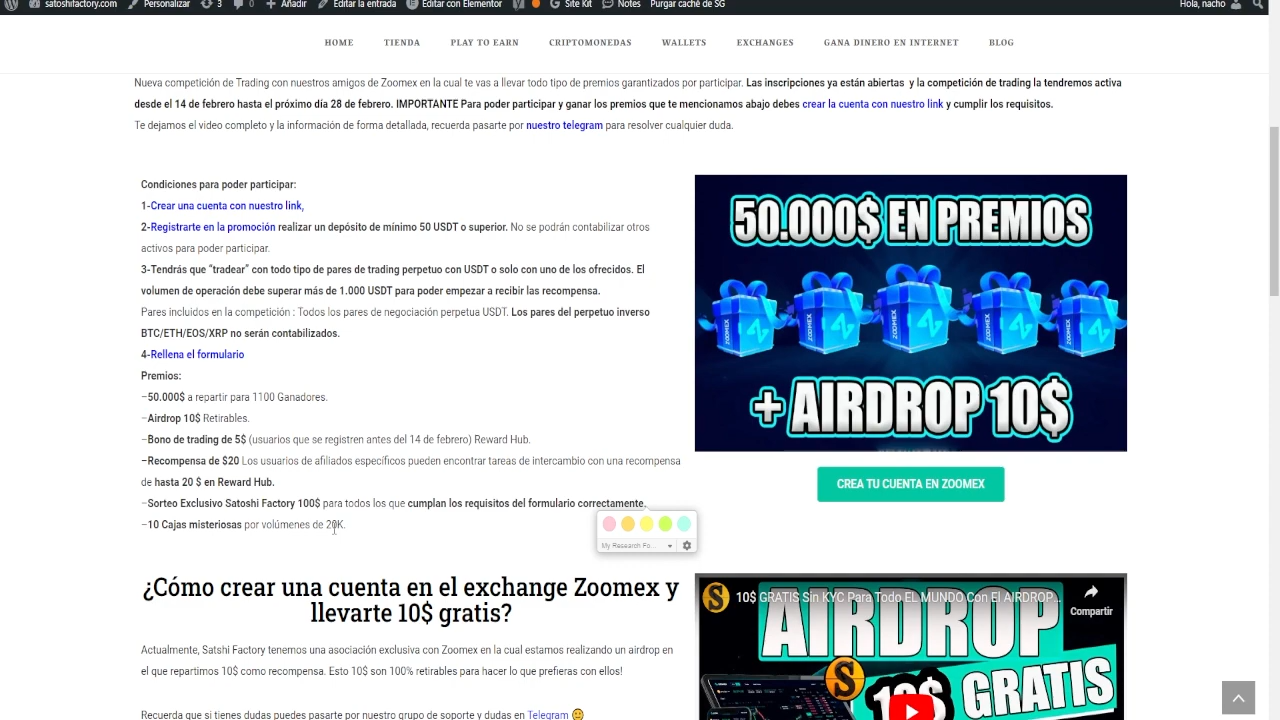 satoshifactory.com Personalizar 3 0 Añadir Editar la entrada Editar con Elementor Site Kit Notes Purgar caché de SG Hola, nacho
HOME TIENDA PLAY TO EARN CRIPTOMONEDAS WALLETS EXCHANGES GANA DINERO EN INTERNET BLOG
Nueva competición de Trading con nuestros amigos de Zoomex en la cual te vas a llevar todo tipo de premios garantizados por participar. Las inscripciones ya están abiertas y la competición de trading la tendremos activa
desde el 14 de febrero hasta el próximo día 28 de febrero. IMPORTANTE Para poder participar y ganar los premios que te mencionamos abajo debes crear la cuenta con nuestro link y cumplir los requisitos.
Te dejamos el video completo y la información de forma detallada, recuerda pasarte por nuestro telegram para resolver cualquier duda.
Condiciones para poder participar:
1-Crear una cuenta con nuestro link,
2-Registrarte en la promoción realizar un depósito de mínimo 50 USDT o superior. No se podrán contabilizar otros
activos para poder participar.
3-Tendrás que “tradear” con todo tipo de pares de trading perpetuo con USDT o solo con uno de los ofrecidos. El
volumen de operación debe superar más de 1.000 USDT para poder empezar a recibir las recompensa.
Pares incluidos en la competición : Todos los pares de negociación perpetua USDT. Los pares del perpetuo inverso
BTC/ETH/EOS/XRP no serán contabilizados.
4-Rellena el formulario
Premios:
–50.000$ a repartir para 1100 Ganadores.
–Airdrop 10$ Retirables.
–Bono de trading de 5$ (usuarios que se registren antes del 14 de febrero) Reward Hub.
–Recompensa de $20 Los usuarios de afiliados específicos pueden encontrar tareas de intercambio con una recompensa
de hasta 20 $ en Reward Hub.
–Sorteo Exclusivo Satoshi Factory 100$ para todos los que cumplan los requisitos del formulario correctamente.
–10 Cajas misteriosas por volúmenes de 20K.
My Research Fo...
50.000$ EN PREMIOS
ZOOMEX ZOOMEX ZOOMEX ZOOMEX ZOOMEX
+ AIRDROP 10$
CREA TU CUENTA EN ZOOMEX
¿Cómo crear una cuenta en el exchange Zoomex y
llevarte 10$ gratis?
Actualmente, Satshi Factory tenemos una asociación exclusiva con Zoomex en la cual estamos realizando un airdrop en
el que repartimos 10$ como recompensa. Esto 10$ son 100% retirables para hacer lo que prefieras con ellos!
Recuerda que si tienes dudas puedes pasarte por nuestro grupo de soporte y dudas en Telegram
10$ GRATIS Sin KYC Para Todo EL MUNDO Con El AIRDROP...
Compartir
AIRDROP
10$ GRATIS